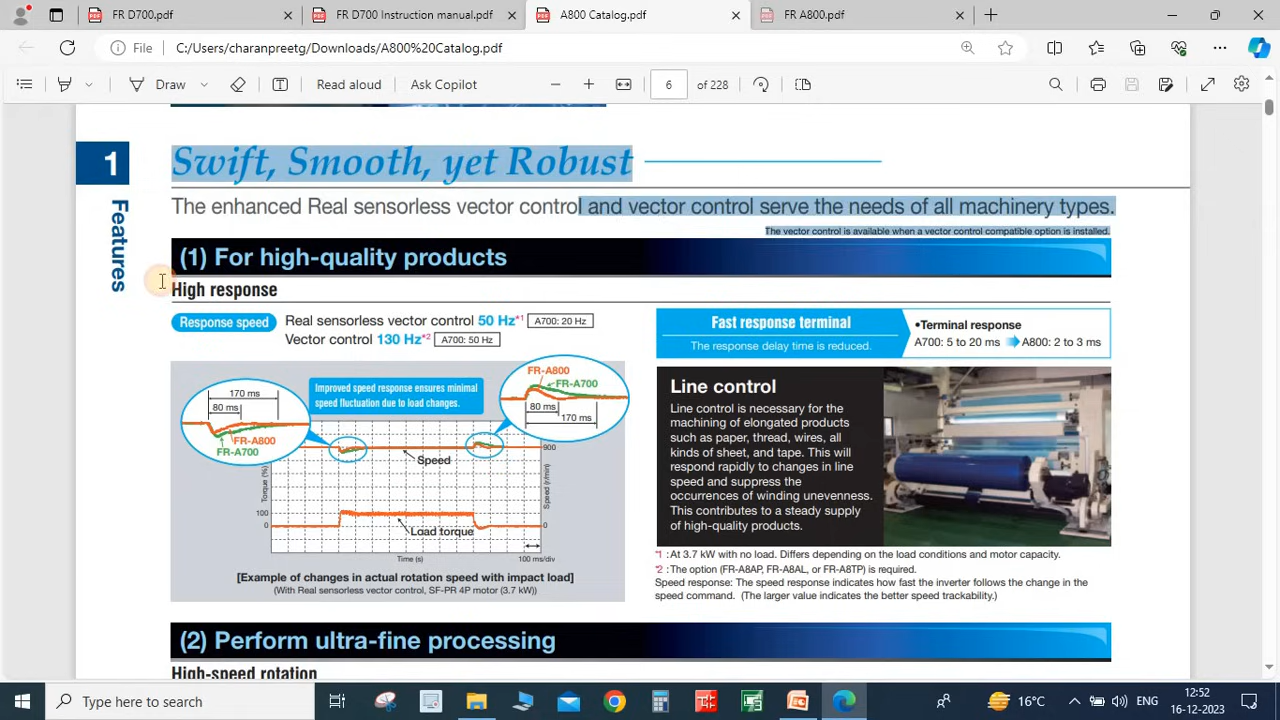 FR D700.pdf
FR D700 Instruction manual.pdf
A800 Catalog.pdf
FR A800.pdf
File
C:/Users/charanpreetg/Downloads/A800%20Catalog.pdf
Draw
Read aloud
Ask Copilot
6
of 228
1
Features
Swift, Smooth, yet Robust
The enhanced Real sensorless vector control and vector control serve the needs of all machinery types.
The vector control is available when a vector control compatible option is installed.
(1) For high-quality products
High response
Response speed
Real sensorless vector control 50 Hz*1 A700: 20 Hz
Vector control 130 Hz*2 A700: 50 Hz
170 ms
80 ms
FR-A800
FR-A700
Improved speed response ensures minimal
speed fluctuation due to load changes.
FR-A800
FR-A700
80 ms
170 ms
Torque (%)
100
0
Speed
Load torque
900
0
Speed (r/min)
Time (s)
100 ms/div
[Example of changes in actual rotation speed with impact load]
(With Real sensorless vector control, SF-PR 4P motor (3.7 kW))
Fast response terminal
The response delay time is reduced.
•Terminal response
A700: 5 to 20 ms A800: 2 to 3 ms
Line control
Line control is necessary for the
machining of elongated products
such as paper, thread, wires, all
kinds of sheet, and tape. This will
respond rapidly to changes in line
speed and suppress the
occurrences of winding unevenness.
This contributes to a steady supply
of high-quality products.
*1 : At 3.7 kW with no load. Differs depending on the load conditions and motor capacity.
*2 : The option (FR-A8AP, FR-A8AL, or FR-A8TP) is required.
Speed response: The speed response indicates how fast the inverter follows the change in the
speed command. (The larger value indicates the better speed trackability.)
(2) Perform ultra-fine processing
High-speed rotation
Type here to search
16°C
ENG
12:52
16-12-2023